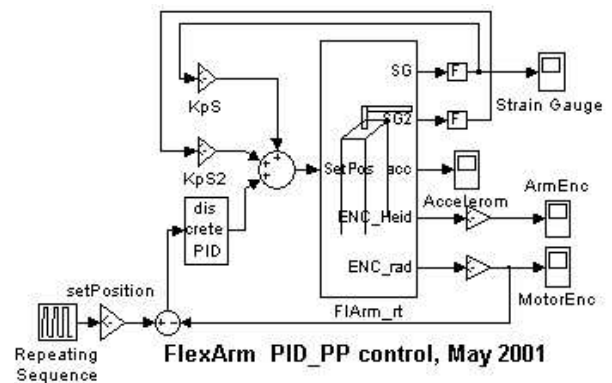 SG
F
Strain Gauge
KpS
SG2
F
KpS2
SetPos
acc
Accelerom
ArmEnc
dis
crete
PID
ENC_Heid
setPosition
ENC_rad
MotorEnc
FlArm_rt
Repeating
Sequence
FlexArm PID_PP control, May 2001